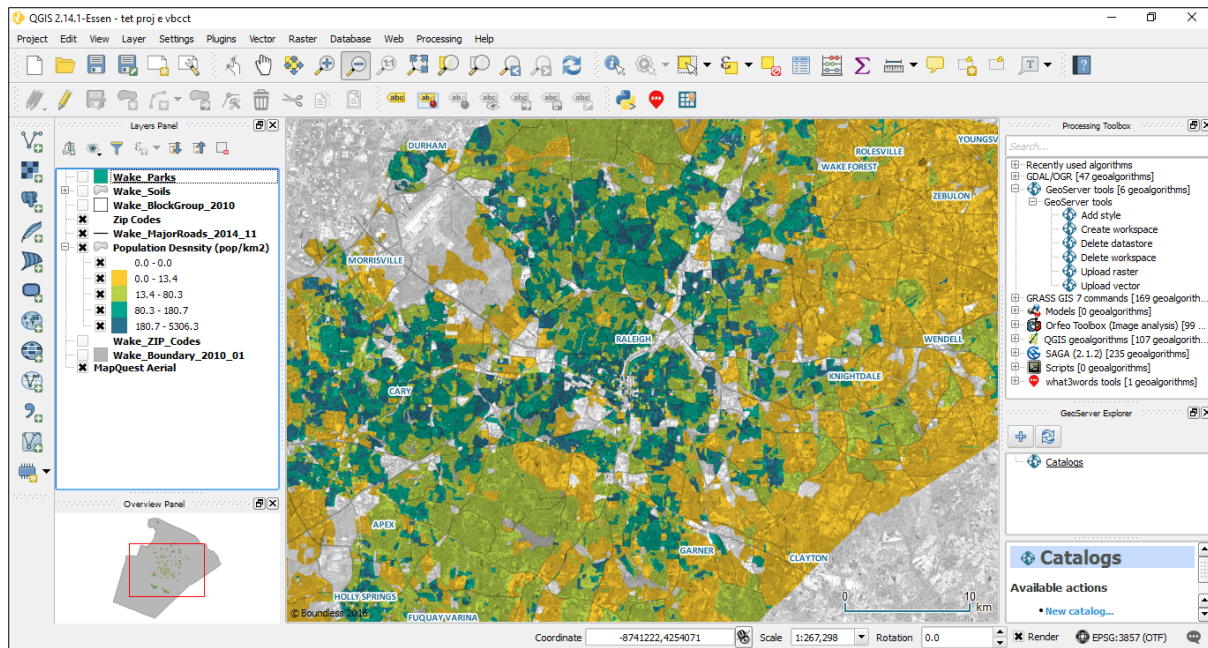 QGIS 2.14.1-Essen - tet proj e vbcct
Project Edit View Layer Settings Plugins Vector Raster Database Web Processing Help
Layers Panel
Wake_Parks
Wake_Soils
Wake_BlockGroup_2010
Zip Codes
Wake_MajorRoads_2014_11
Population Desnsity (pop/km2)
0.0 - 0.0
0.0 - 13.4
13.4 - 80.3
80.3 - 180.7
180.7 - 5306.3
Wake_ZIP_Codes
Wake_Boundary_2010_01
MapQuest Aerial
Overview Panel
DURHAM
ROLESVILLE
YOUNGSV
WAKE FOREST
ZEBULON
MORRISVILLE
RALEIGH
WENDELL
CARY
KNIGHTDALE
APEX
GARNER
CLAYTON
HOLLY SPRINGS
FUQUAY VARINA
© Boundless 2016
0 10
km
Processing Toolbox
Search...
Recently used algorithms
GDAL/OGR [47 geoalgorithms]
GeoServer tools [6 geoalgorithms]
GeoServer tools
Add style
Create workspace
Delete datastore
Delete workspace
Upload raster
Upload vector
GRASS GIS 7 commands [169 geoalgorith...
Models [0 geoalgorithms]
Orfeo Toolbox (Image analysis) [99 ...
QGIS geoalgorithms [107 geoalgorith...
SAGA (2.1.2) [235 geoalgorithms]
Scripts [0 geoalgorithms]
what3words tools [1 geoalgorithms]
GeoServer Explorer
Catalogs
Catalogs
Available actions
New catalog...
Coordinate -8741222,4254071 Scale 1:267,298 Rotation 0.0 Render EPSG:3857 (OTF)